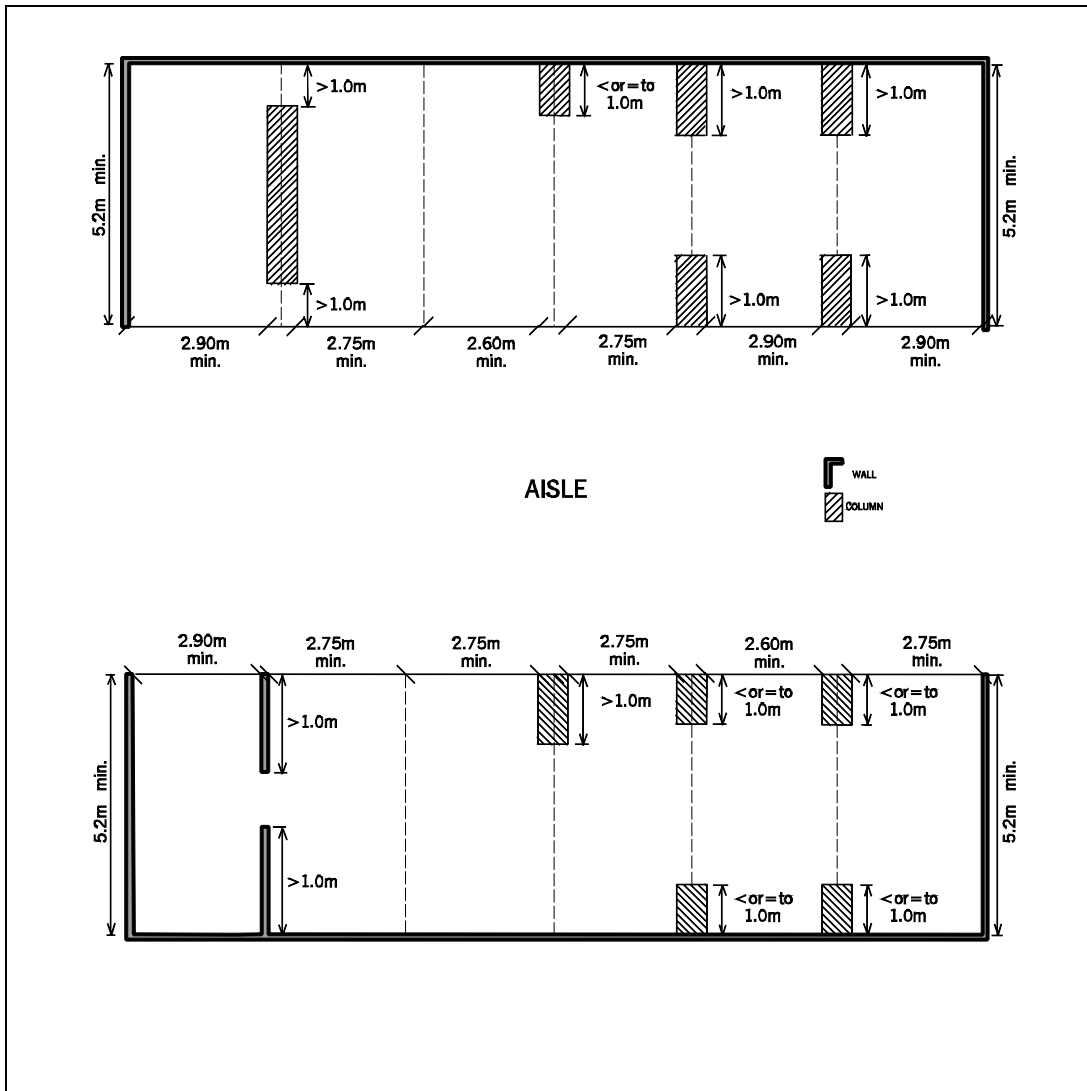 >1.0m
<or=to
1.0m
>1.0m
>1.0m
5.2m min.
5.2m min.
>1.0m
>1.0m
>1.0m
2.90m
min.
2.75m
min.
2.60m
min.
2.75m
min.
2.90m
min.
2.90m
min.
AISLE
WALL
COLUMN
2.90m
min.
2.75m
min.
2.75m
min.
2.75m
min.
2.60m
min.
2.75m
min.
>1.0m
>1.0m
<or=to
1.0m
<or=to
1.0m
5.2m min.
5.2m min.
>1.0m
<or=to
1.0m
<or=to
1.0m